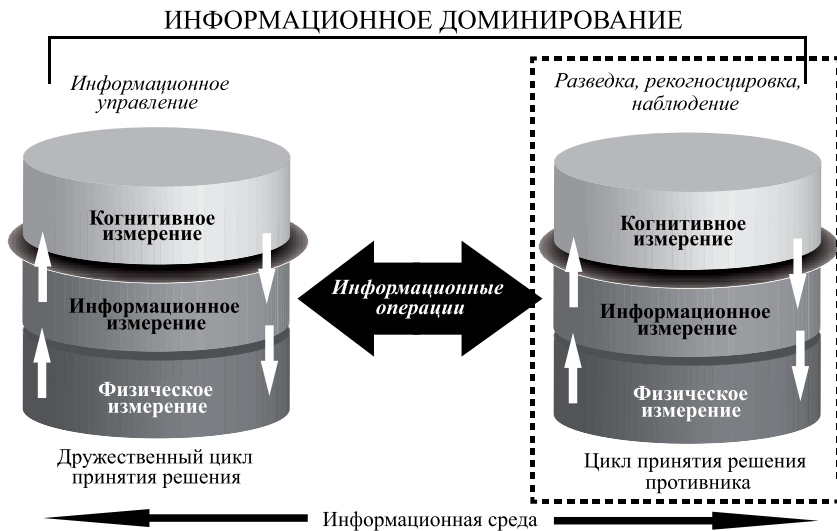 ИНФОРМАЦИОННОЕ ДОМИНИРОВАНИЕ
Информационное
управление
Разведка, рекогносцировка,
наблюдение
Когнитивное
измерение
Информационное
измерение
Физическое
измерение
Информационные
операции
Когнитивное
измерение
Информационное
измерение
Физическое
измерение
Дружественный цикл
принятия решения
Цикл принятия решения
противника
Информационная среда